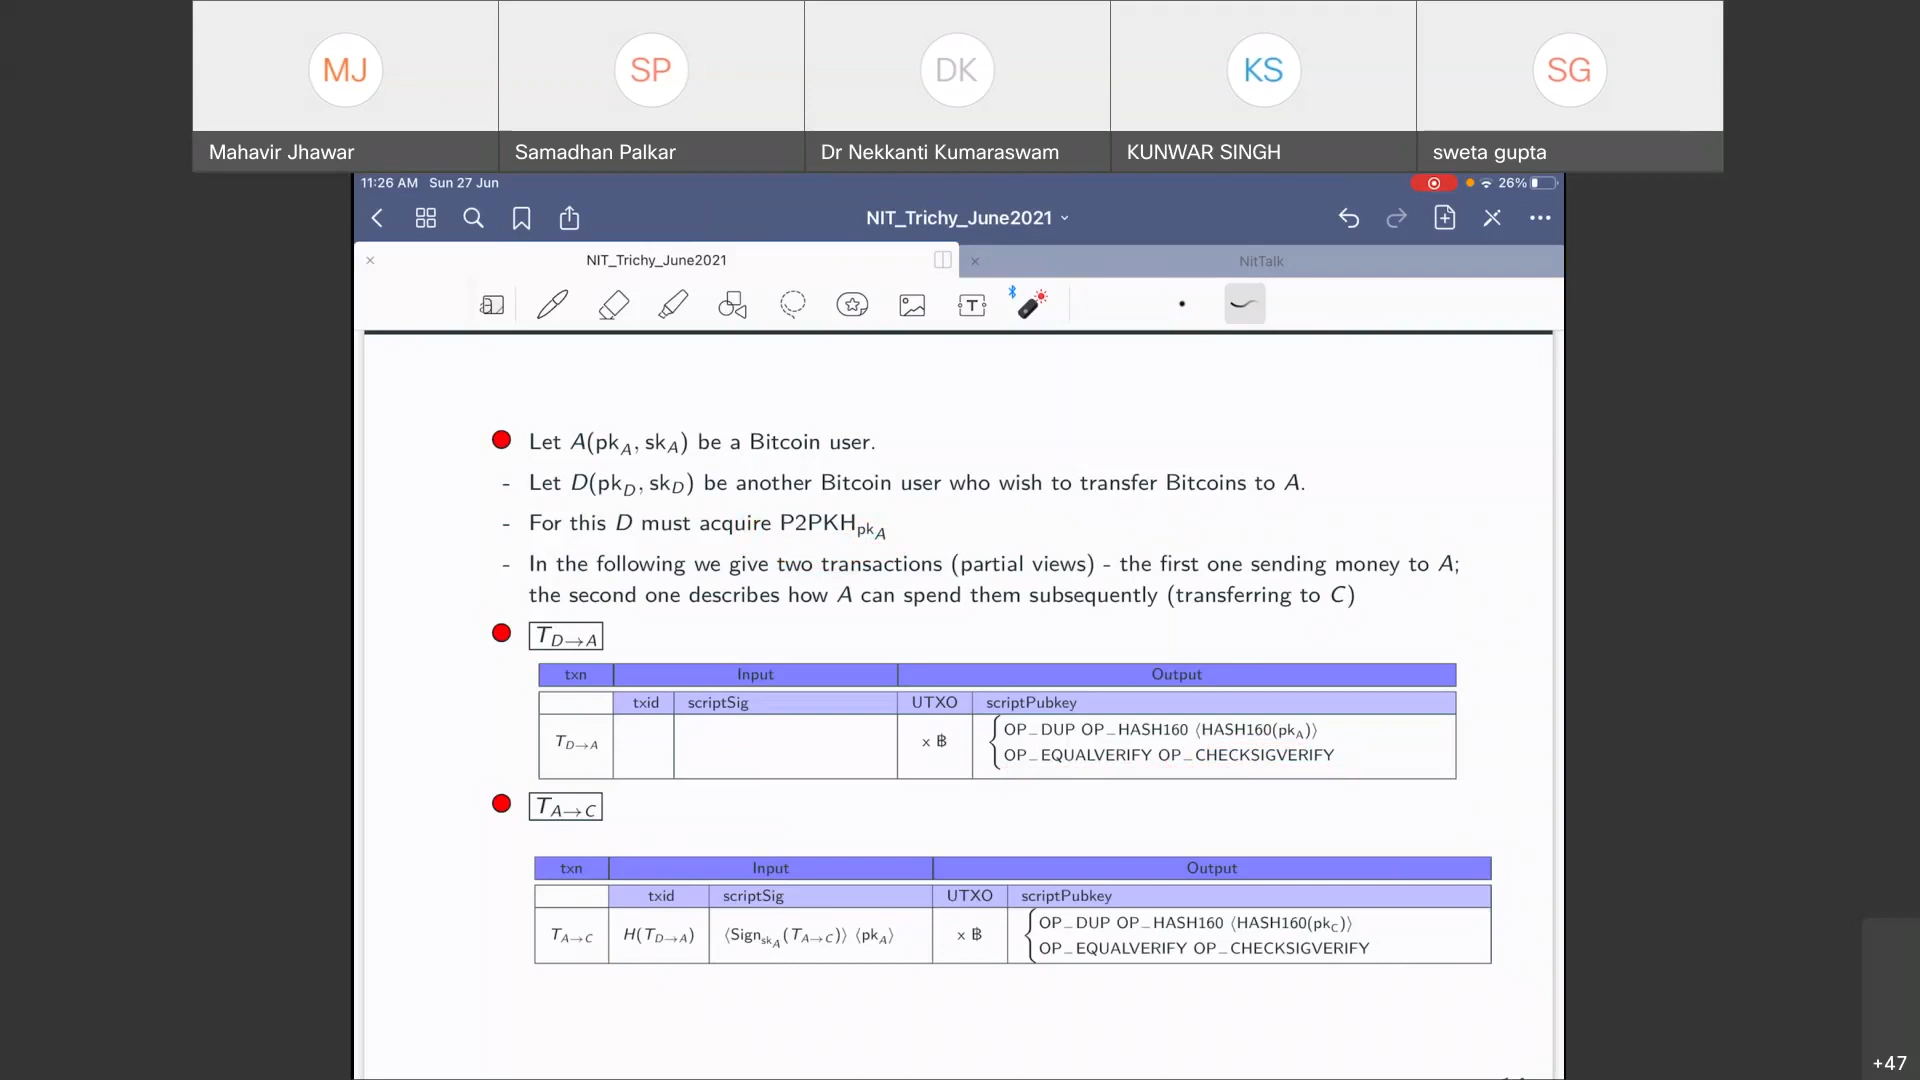 MJ
SP
DK
KS
SG
Mahavir Jhawar
Samadhan Palkar
Dr Nekkanti Kumaraswam
KUNWAR SINGH
sweta gupta
11:26 AM Sun 27 Jun
26%
NIT_Trichy_June2021
NIT_Trichy_June2021
NitTalk
Let A(pk_A, sk_A) be a Bitcoin user.
- Let D(pk_D, sk_D) be another Bitcoin user who wish to transfer Bitcoins to A.
- For this D must acquire P2PKH_pk_A
- In the following we give two transactions (partial views) - the first one sending money to A;
the second one describes how A can spend them subsequently (transferring to C)
T_D→A
txn Input Output
txid scriptSig UTXO scriptPubkey
T_D→A x ฿ OP_DUP OP_HASH160 ⟨HASH160(pk_A)⟩
OP_EQUALVERIFY OP_CHECKSIGVERIFY
T_A→C
txn Input Output
txid scriptSig UTXO scriptPubkey
T_A→C H(T_D→A) ⟨Sign_sk_A(T_A→C)⟩ ⟨pk_A⟩ x ฿ OP_DUP OP_HASH160 ⟨HASH160(pk_C)⟩
OP_EQUALVERIFY OP_CHECKSIGVERIFY
+47